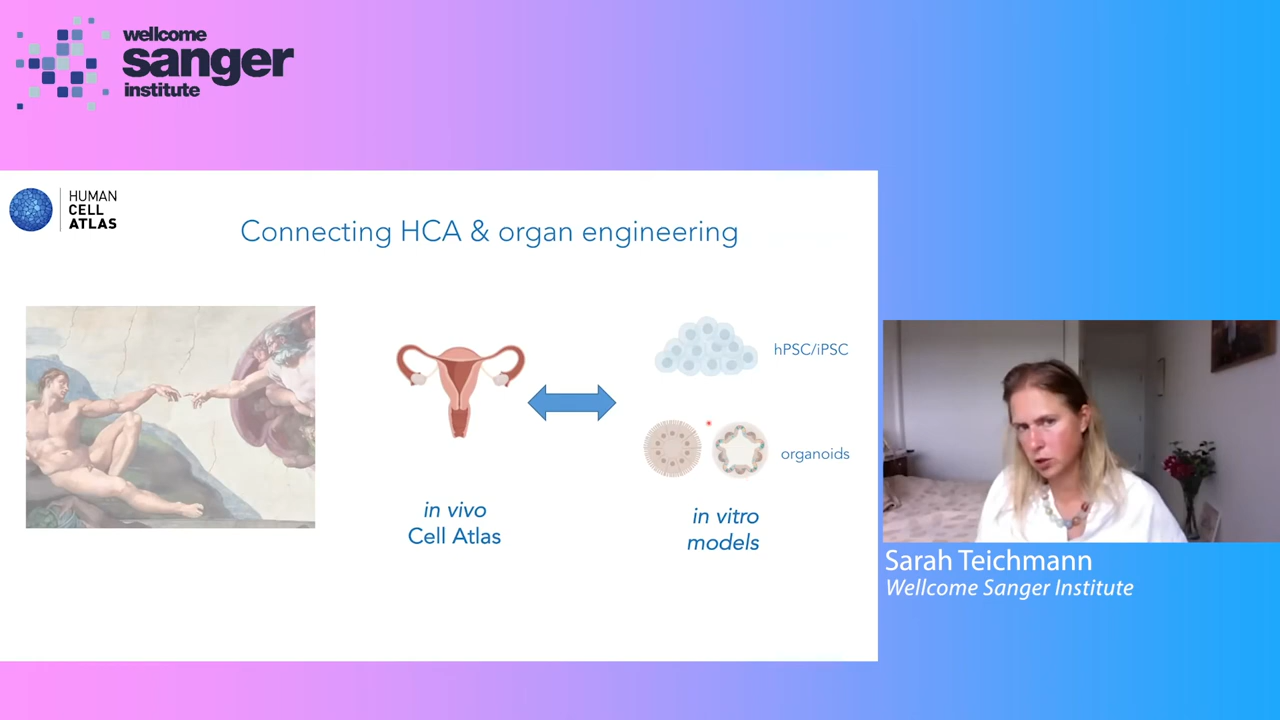 wellcome
sanger
institute
HUMAN
CELL
ATLAS
Connecting HCA & organ engineering
hPSC/iPSC
organoids
in vivo
Cell Atlas
in vitro
models
Sarah Teichmann
Wellcome Sanger Institute